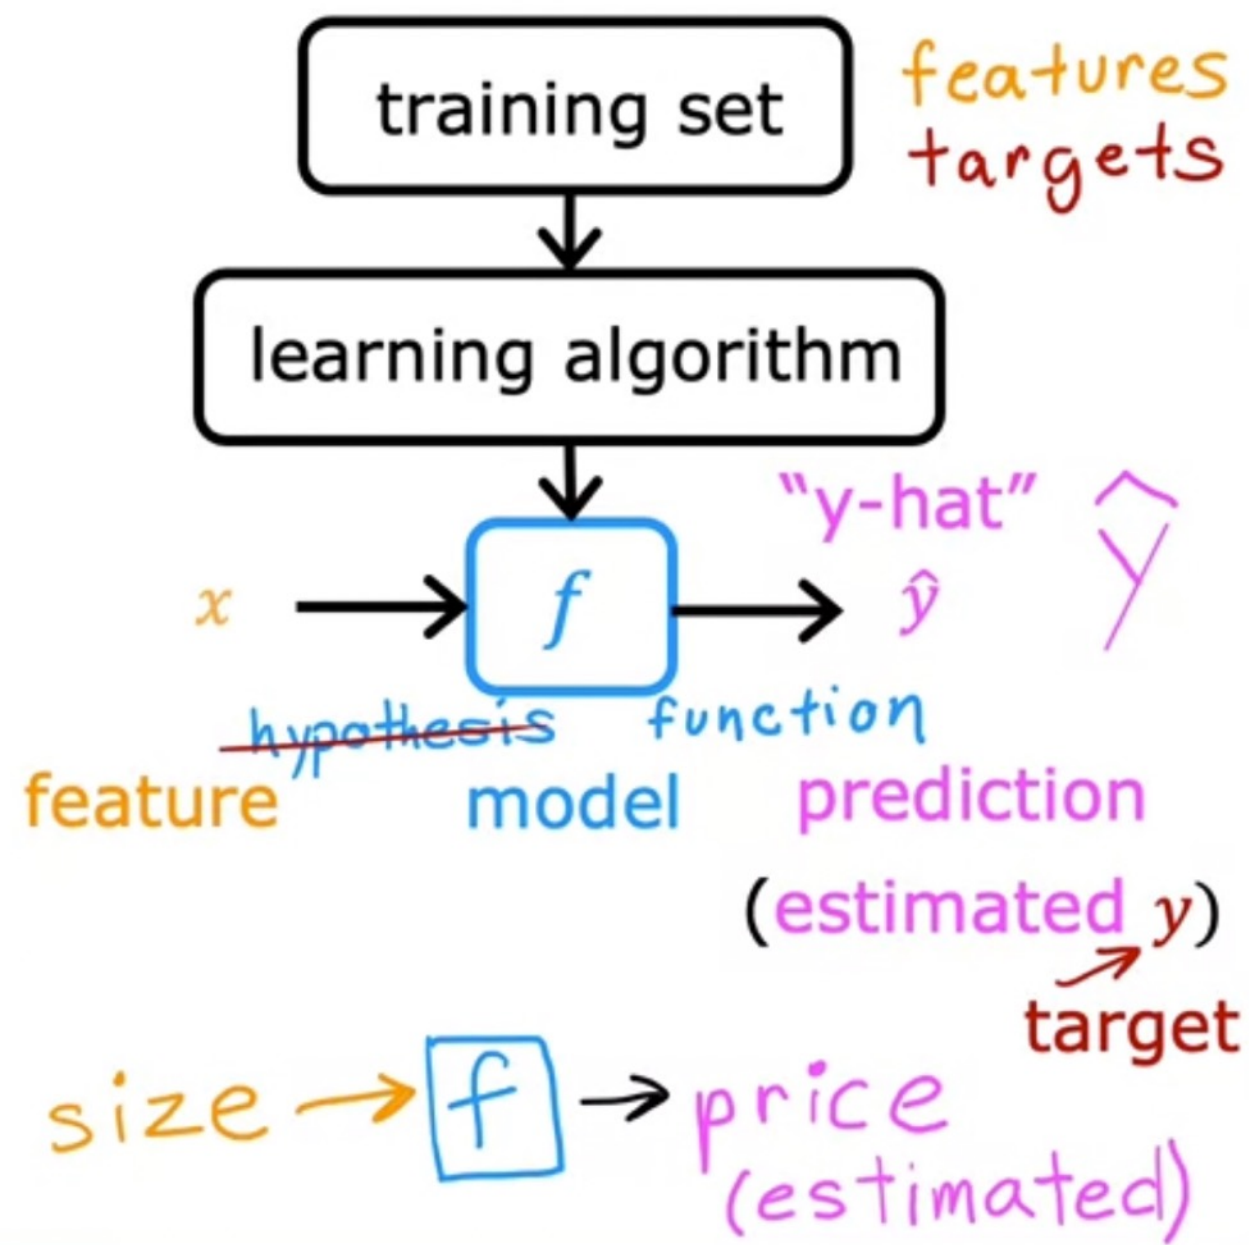 training set
features
targets
learning algorithm
"y-hat"
x
f
ŷ
ŷ
hypothesis
function
feature
model
prediction
(estimated y)
target
size
f
price
(estimated)